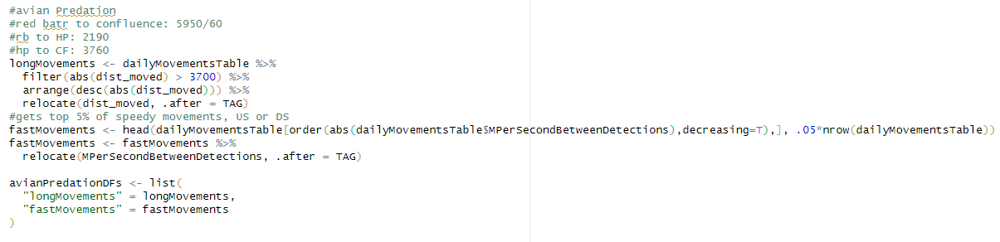 #avian Predation
#red batr to confluence: 5950/60
#rb to HP: 2190
#hp to CF: 3760
longMovements <- dailyMovementsTable %>%
  filter(abs(dist_moved) > 3700) %>%
  arrange(desc(abs(dist_moved))) %>%
  relocate(dist_moved, .after = TAG)
#gets top 5% of speedy movements, US or DS
fastMovements <- head(dailyMovementsTable[order(abs(dailyMovementsTable$MPerSecondBetweenDetections),decreasing=T),], .05*nrow(dailyMovementsTable))
fastMovements <- fastMovements %>%
  relocate(MPerSecondBetweenDetections, .after = TAG)

avianPredationDFs <- list(
  "longMovements" = longMovements,
  "fastMovements" = fastMovements
)